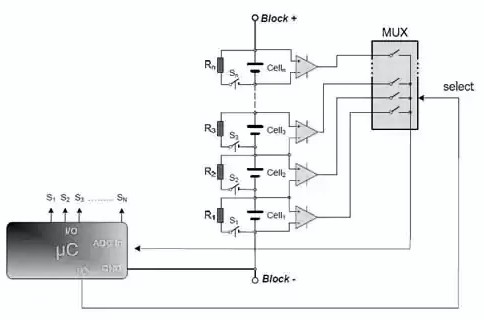 Block +
MUX
Rn
Sn
Celln
select
R3
S3
Cell3
R2
S2
Cell2
R1
S1
Cell1
S1 S2 S3 ......... SN
I/O
µC
ADC In
GND
Block -